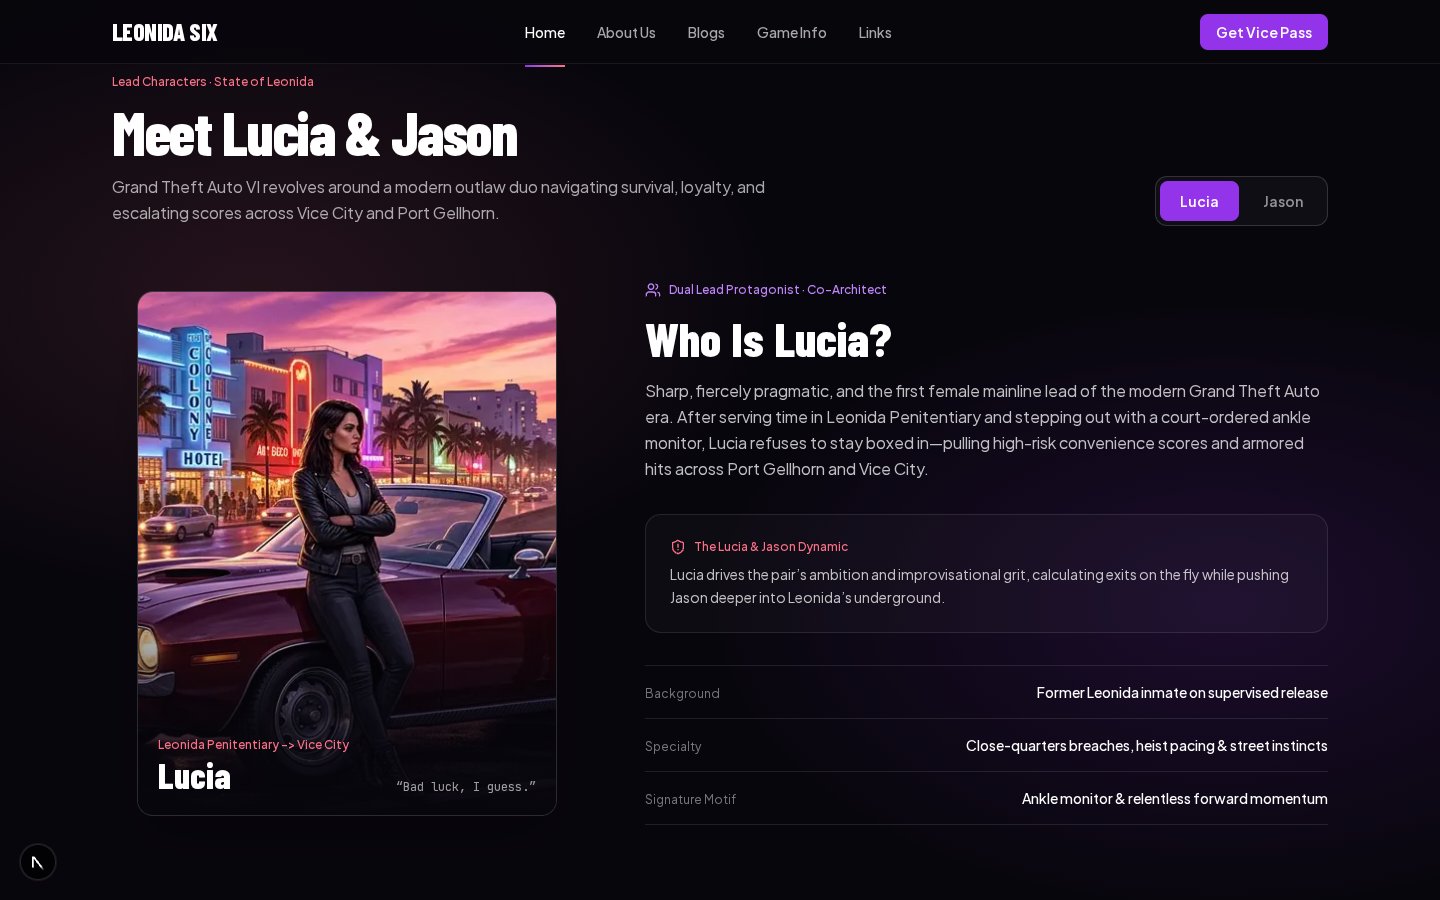 LEONIDA SIX
Home
About Us
Blogs
Game Info
Links
Get Vice Pass
Lead Characters · State of Leonida
Meet Lucia & Jason
Grand Theft Auto VI revolves around a modern outlaw duo navigating survival, loyalty, and
escalating scores across Vice City and Port Gellhorn.
Lucia
Jason
COLONY
HOTEL
Leonida Penitentiary -> Vice City
Lucia
“Bad luck, I guess.”
Dual Lead Protagonist · Co-Architect
Who Is Lucia?
Sharp, fiercely pragmatic, and the first female mainline lead of the modern Grand Theft Auto
era. After serving time in Leonida Penitentiary and stepping out with a court-ordered ankle
monitor, Lucia refuses to stay boxed in—pulling high-risk convenience scores and armored
hits across Port Gellhorn and Vice City.
The Lucia & Jason Dynamic
Lucia drives the pair’s ambition and improvisational grit, calculating exits on the fly while pushing
Jason deeper into Leonida’s underground.
Background
Former Leonida inmate on supervised release
Specialty
Close-quarters breaches, heist pacing & street instincts
Signature Motif
Ankle monitor & relentless forward momentum